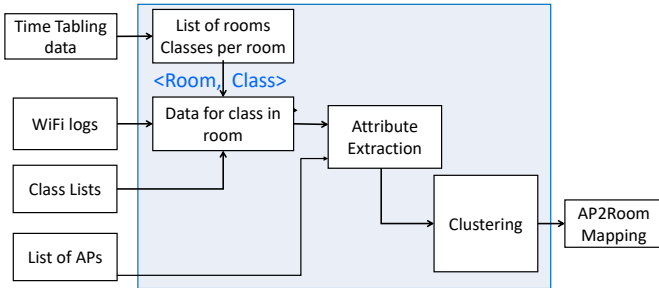 Time Tabling
data
List of rooms
Classes per room
<Room, Class>
WiFi logs
Data for class in
room
Attribute
Extraction
Class Lists
Clustering
AP2Room
Mapping
List of APs